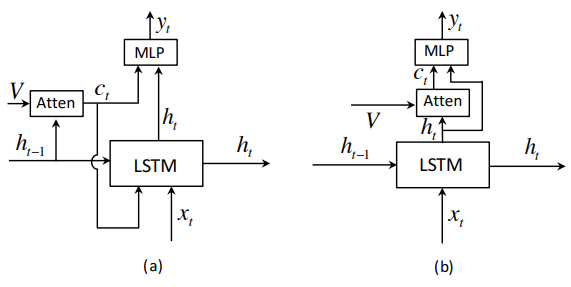 y_t
MLP
V
c_t
Atten
h_t
h_{t-1}
LSTM
h_t
x_t
(a)
y_t
MLP
c_t
Atten
V
h_t
h_{t-1}
LSTM
h_t
x_t
(b)